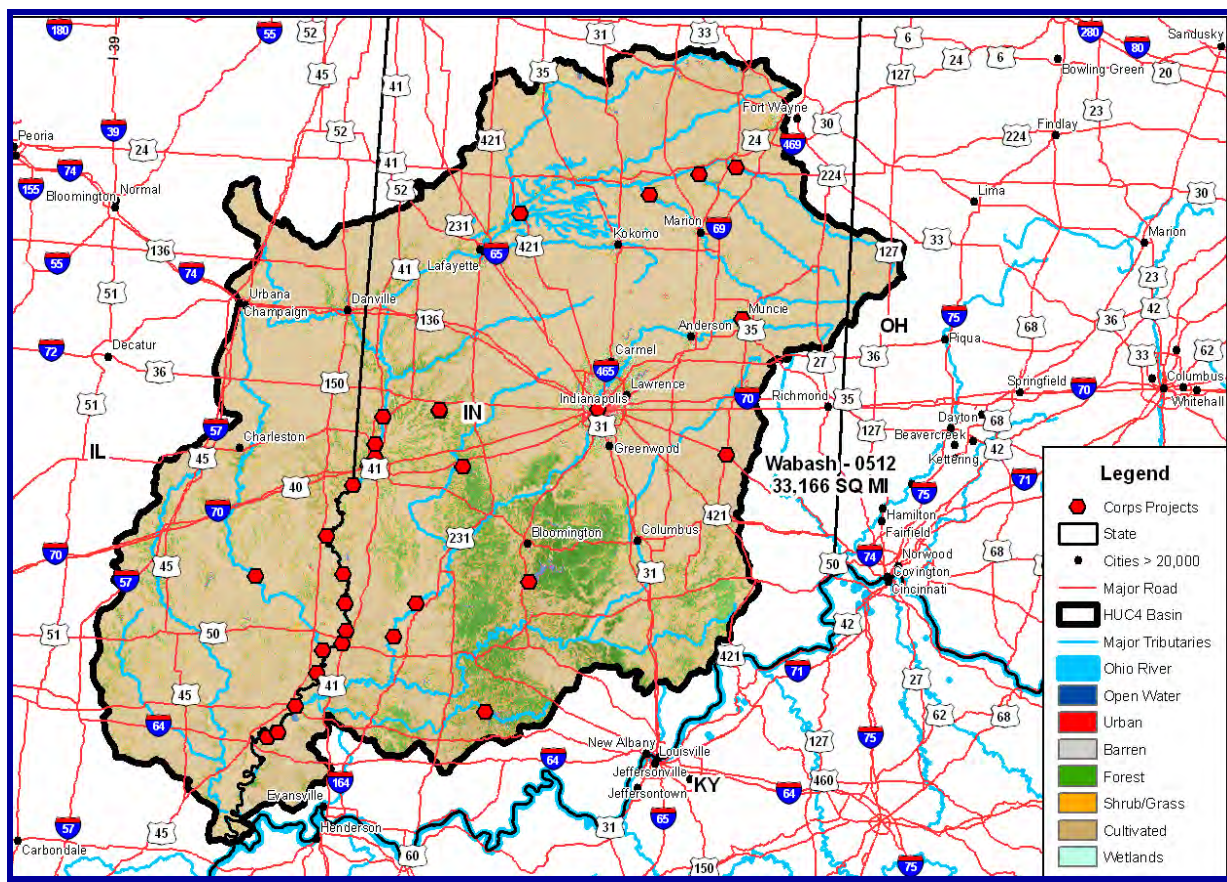 180
55
52
I-39
31
33
6
280
80
Sandusky
45
41
35
127
24
6
Bowling Green
20
39
52
421
Fort Wayne
30
23
Peoria
24
41
24
469
224
Findlay
74
52
224
155
Normal
Bloomington
231
Marion
69
Lima
30
136
421
Kokomo
33
Marion
55
74
41
Lafayette
65
127
23
51
Urbana
Champaign
Danville
136
Muncie
35
OH
75
68
42
Anderson
36
72
Decatur
36
Carmel
465
27
36
Piqua
33
62
150
Lawrence
70
Columbus
Whitehall
51
Indianapolis
Richmond
35
Springfield
70
57
IN
31
127
Dayton
68
IL
45
Charleston
Greenwood
Beavercreek
Kettering
42
41
Wabash - 0512
33.166 SQ MI
71
40
75
70
421
Hamilton
Fairfield
231
Bloomington
Columbus
74
Norwood
68
70
57
45
31
50
Covington
Cincinnati
51
50
42
421
71
45
41
27
64
62
68
New Albany
Louisville
127
75
64
Jeffersonville
KY
164
Jeffersontown
460
64
Evansville
57
45
Henderson
31
65
Carbondale
60
150
75
Legend
Corps Projects
State
Cities > 20,000
Major Road
HUC4 Basin
Major Tributaries
Ohio River
Open Water
Urban
Barren
Forest
Shrub/Grass
Cultivated
Wetlands